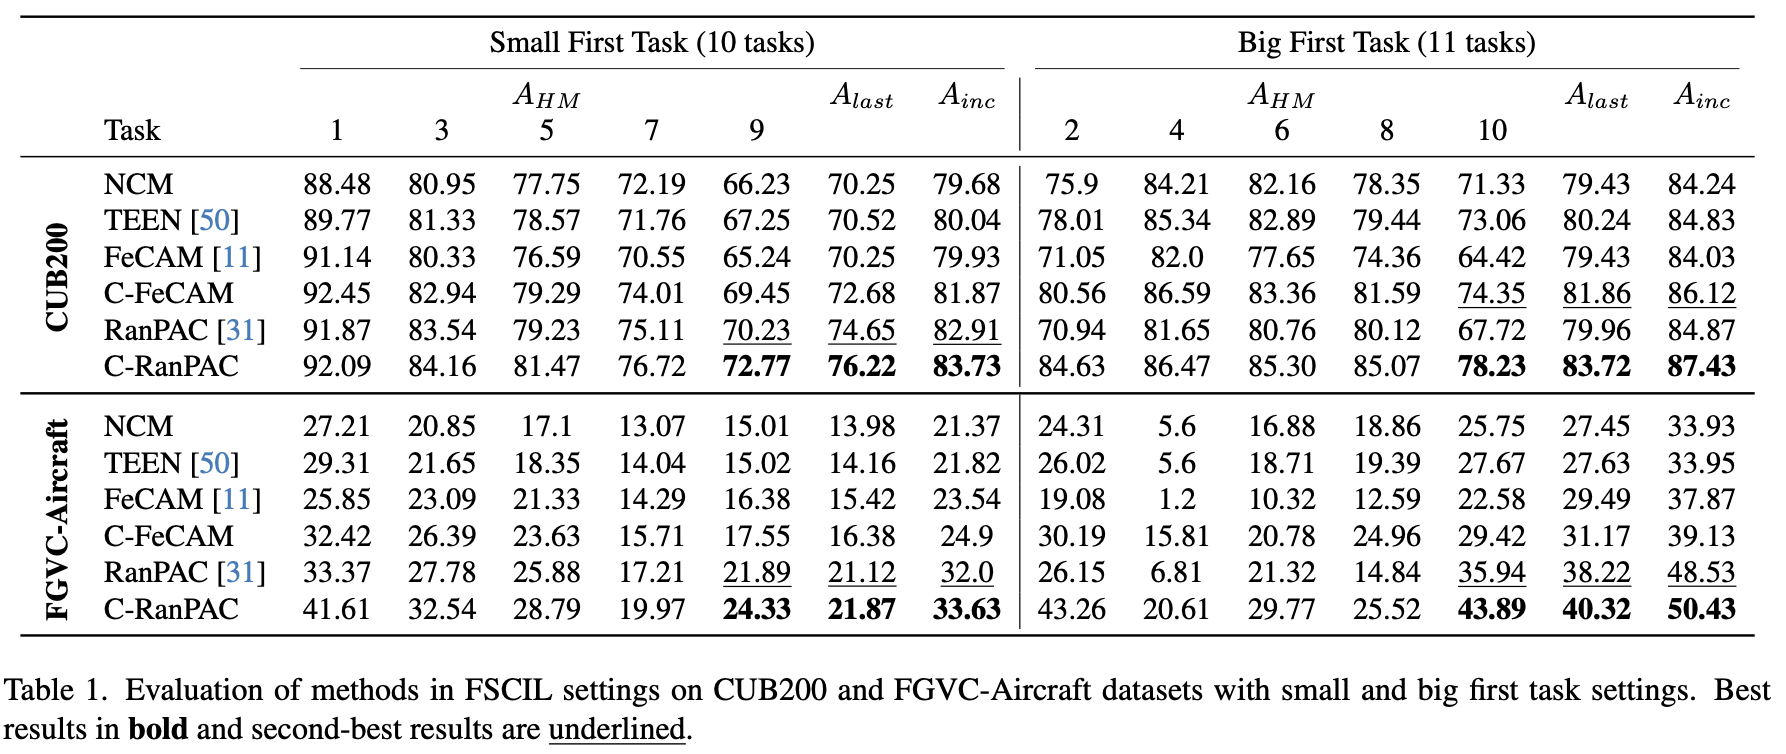 Small First Task (10 tasks) Big First Task (11 tasks)
A_HM A_last A_inc A_HM A_last A_inc
Task 1 3 5 7 9 2 4 6 8 10
CUB200
NCM 88.48 80.95 77.75 72.19 66.23 70.25 79.68 75.9 84.21 82.16 78.35 71.33 79.43 84.24
TEEN [50] 89.77 81.33 78.57 71.76 67.25 70.52 80.04 78.01 85.34 82.89 79.44 73.06 80.24 84.83
FeCAM [11] 91.14 80.33 76.59 70.55 65.24 70.25 79.93 71.05 82.0 77.65 74.36 64.42 79.43 84.03
C-FeCAM 92.45 82.94 79.29 74.01 69.45 72.68 81.87 80.56 86.59 83.36 81.59 74.35 81.86 86.12
RanPAC [31] 91.87 83.54 79.23 75.11 70.23 74.65 82.91 70.94 81.65 80.76 80.12 67.72 79.96 84.87
C-RanPAC 92.09 84.16 81.47 76.72 72.77 76.22 83.73 84.63 86.47 85.30 85.07 78.23 83.72 87.43
FGVC-Aircraft
NCM 27.21 20.85 17.1 13.07 15.01 13.98 21.37 24.31 5.6 16.88 18.86 25.75 27.45 33.93
TEEN [50] 29.31 21.65 18.35 14.04 15.02 14.16 21.82 26.02 5.6 18.71 19.39 27.67 27.63 33.95
FeCAM [11] 25.85 23.09 21.33 14.29 16.38 15.42 23.54 19.08 1.2 10.32 12.59 22.58 29.49 37.87
C-FeCAM 32.42 26.39 23.63 15.71 17.55 16.38 24.9 30.19 15.81 20.78 24.96 29.42 31.17 39.13
RanPAC [31] 33.37 27.78 25.88 17.21 21.89 21.12 32.0 26.15 6.81 21.32 14.84 35.94 38.22 48.53
C-RanPAC 41.61 32.54 28.79 19.97 24.33 21.87 33.63 43.26 20.61 29.77 25.52 43.89 40.32 50.43
Table 1. Evaluation of methods in FSCIL settings on CUB200 and FGVC-Aircraft datasets with small and big first task settings. Best
results in bold and second-best results are underlined.